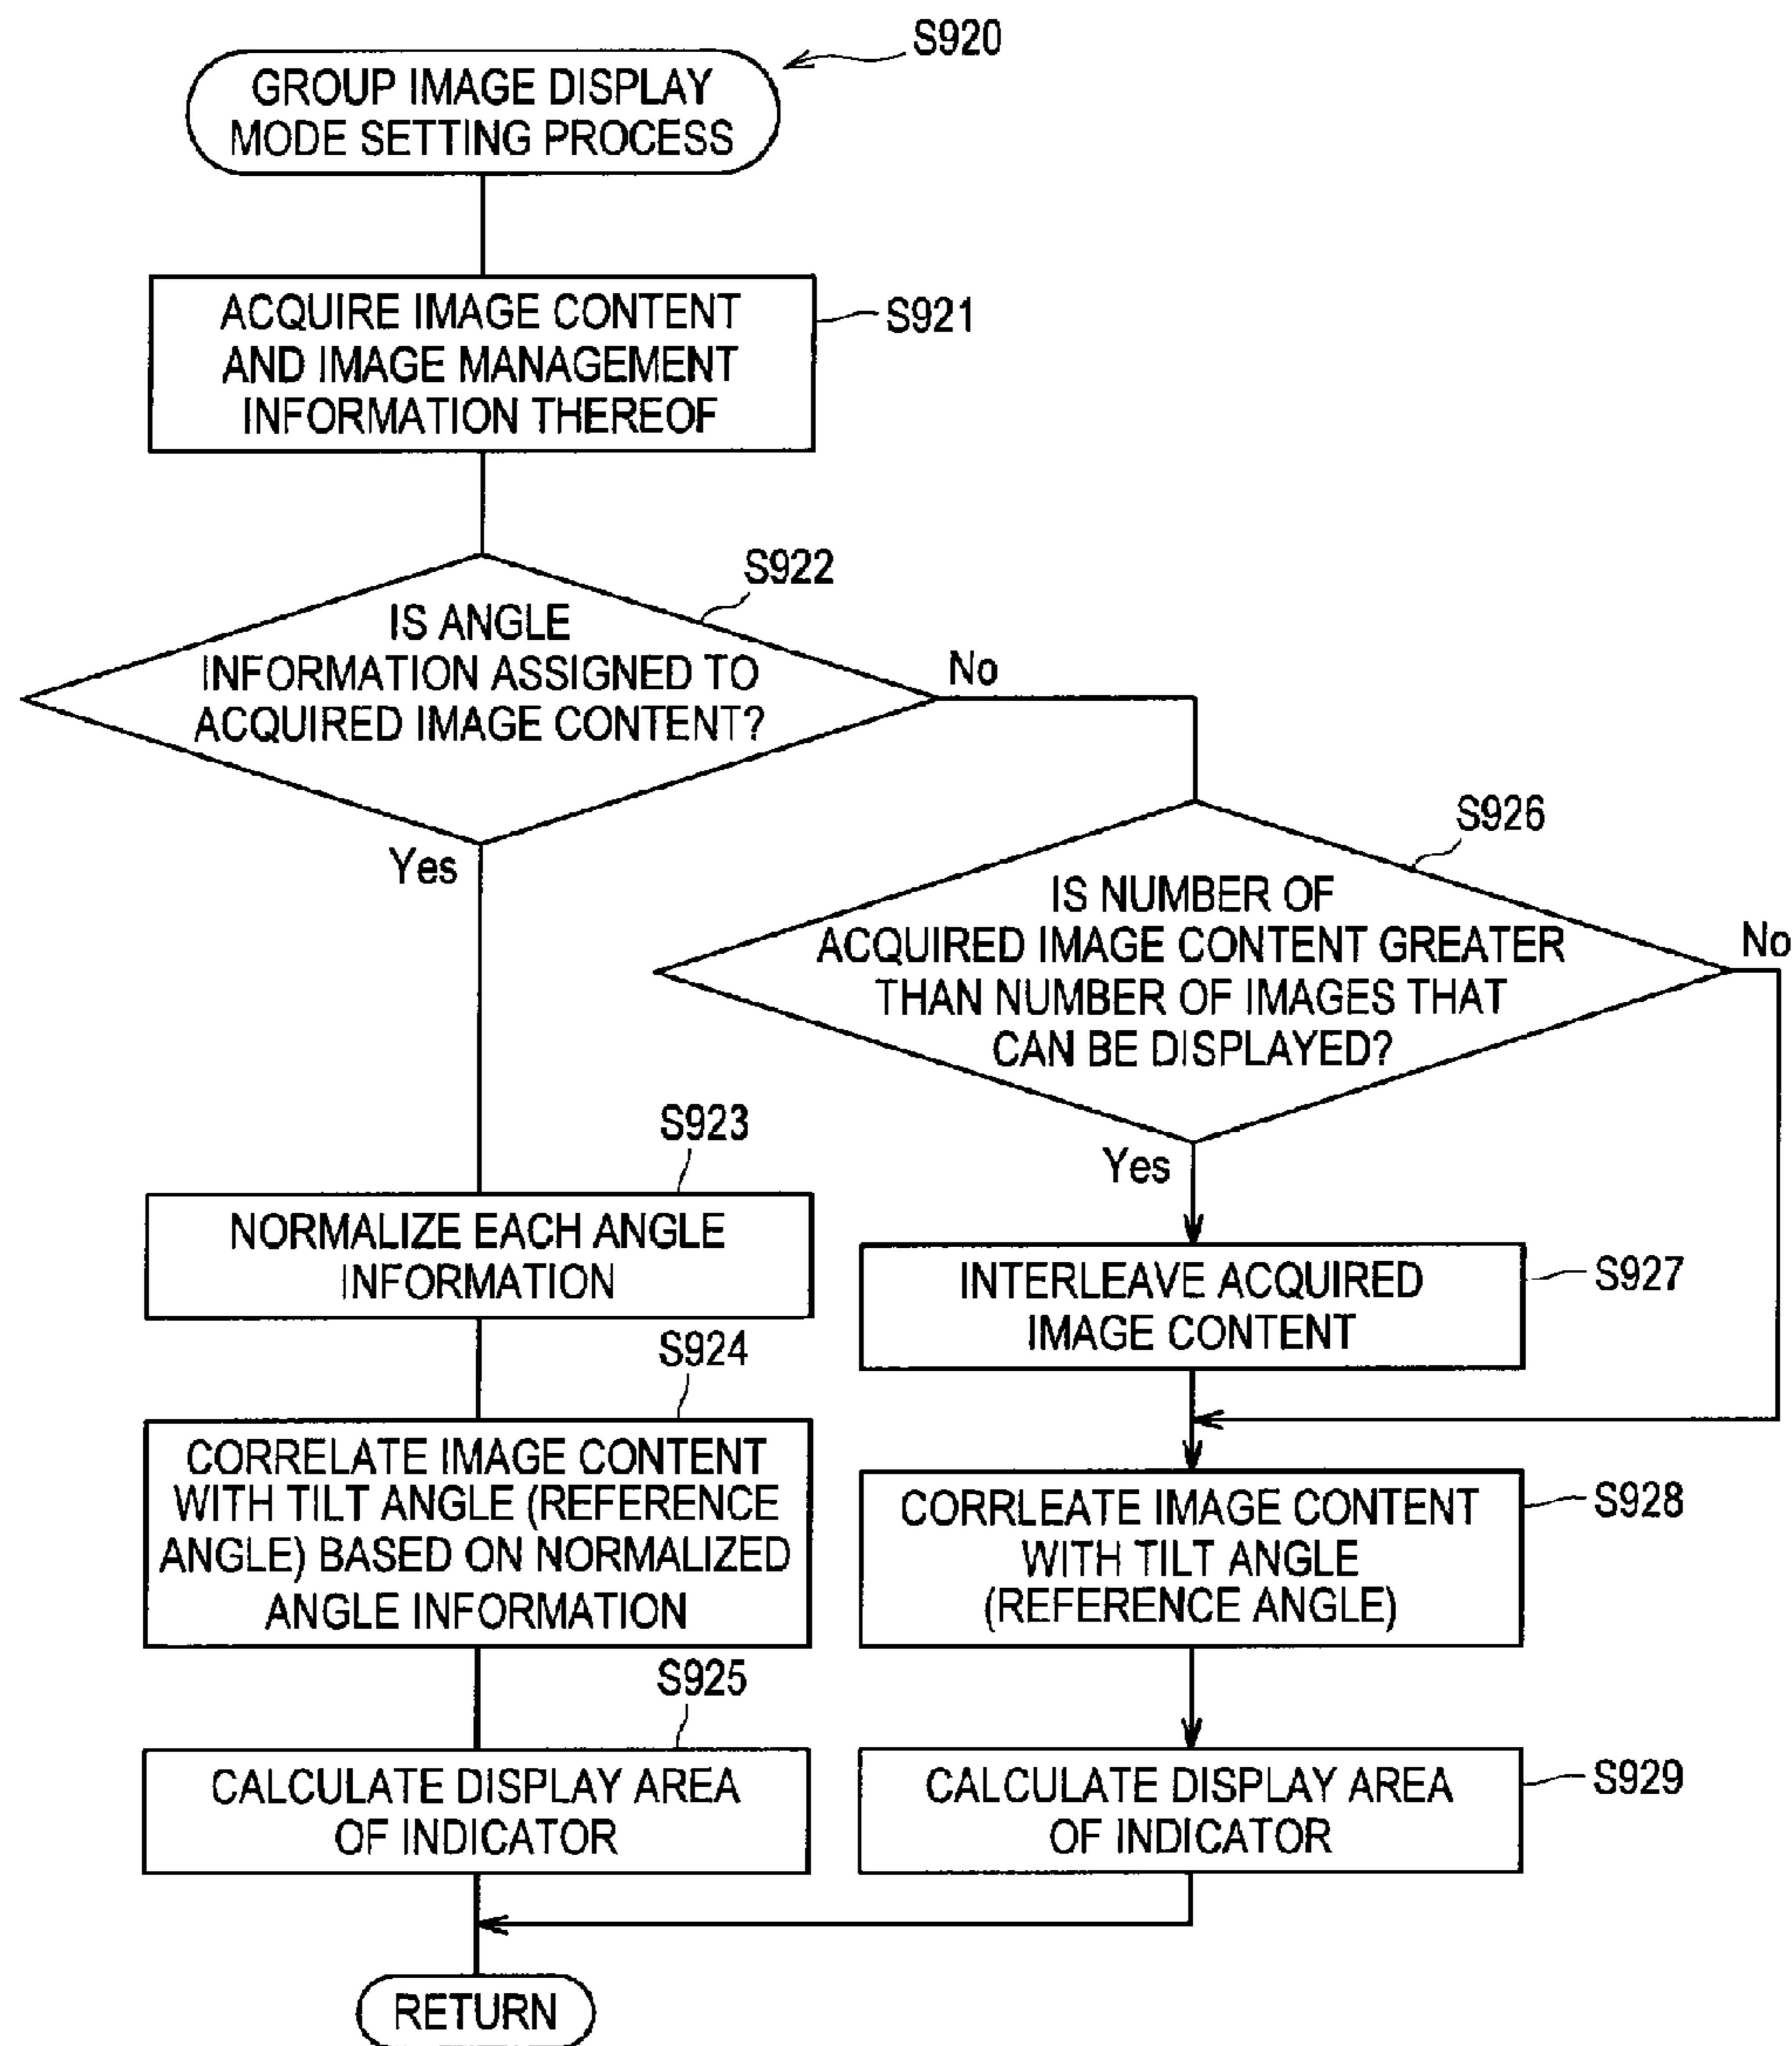 S920
GROUP IMAGE DISPLAY
MODE SETTING PROCESS
ACQUIRE IMAGE CONTENT
AND IMAGE MANAGEMENT
INFORMATION THEREOF
S921
S922
IS ANGLE
INFORMATION ASSIGNED TO
ACQUIRED IMAGE CONTENT?
No
Yes
S926
IS NUMBER OF
ACQUIRED IMAGE CONTENT GREATER
THAN NUMBER OF IMAGES THAT
CAN BE DISPLAYED?
No
Yes
S923
NORMALIZE EACH ANGLE
INFORMATION
S924
CORRELATE IMAGE CONTENT
WITH TILT ANGLE (REFERENCE
ANGLE) BASED ON NORMALIZED
ANGLE INFORMATION
S925
CALCULATE DISPLAY AREA
OF INDICATOR
INTERLEAVE ACQUIRED
IMAGE CONTENT
S927
CORRLEATE IMAGE CONTENT
WITH TILT ANGLE
(REFERENCE ANGLE)
S928
CALCULATE DISPLAY AREA
OF INDICATOR
S929
RETURN